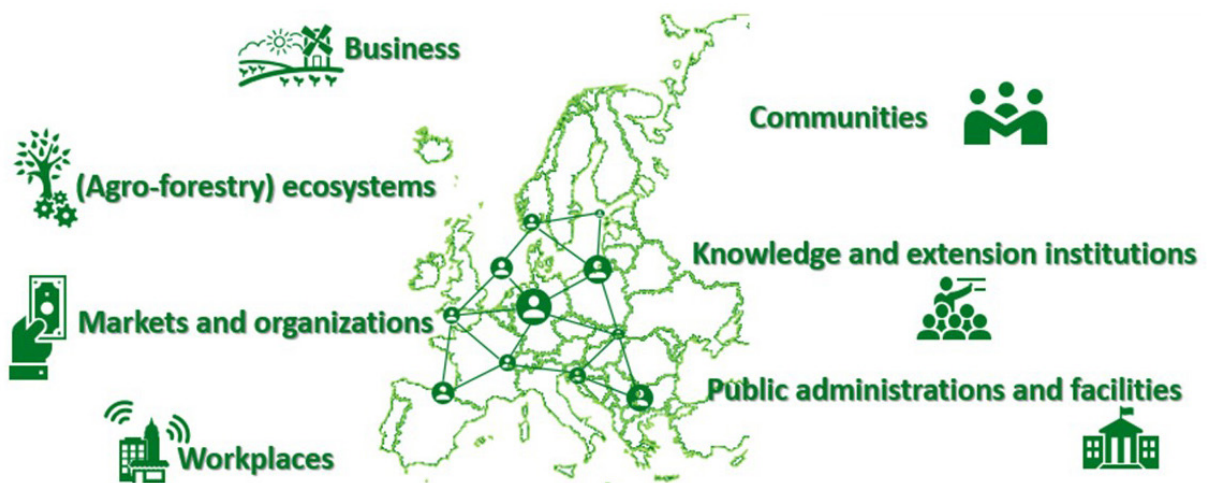 Business
Communities
(Agro-forestry) ecosystems
Knowledge and extension institutions
Markets and organizations
Public administrations and facilities
Workplaces